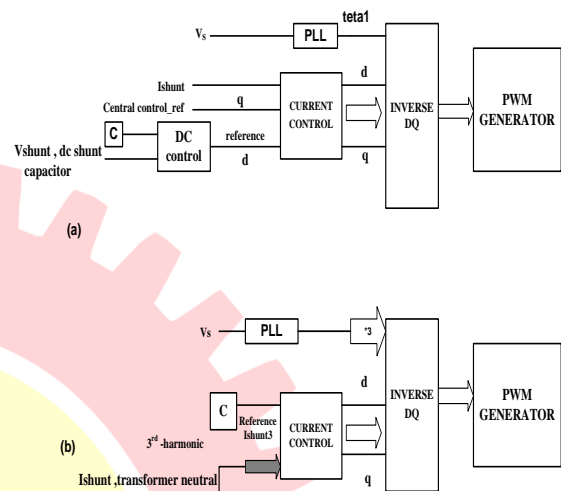 teta1
Vs
PLL
Ishunt
d
q
Central control_ref
CURRENT
CONTROL
INVERSE
DQ
PWM
GENERATOR
C
DC
control
reference
d
q
Vshunt , dc shunt
capacitor
(a)
Vs
PLL
*3
d
C
Reference
Ishunt3
CURRENT
CONTROL
INVERSE
DQ
PWM
GENERATOR
3rd -harmonic
(b)
Ishunt ,transformer neutral
q